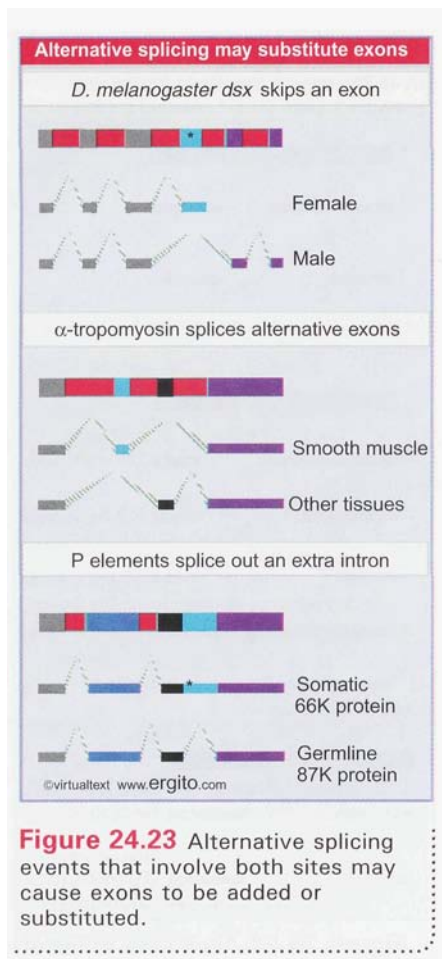 Alternative splicing may substitute exons
D. melanogaster dsx skips an exon
*
Female
Male
α-tropomyosin splices alternative exons
Smooth muscle
Other tissues
P elements splice out an extra intron
*
Somatic
66K protein
Germline
87K protein
©virtualtext www.ergito.com
Figure 24.23 Alternative splicing
events that involve both sites may
cause exons to be added or
substituted.